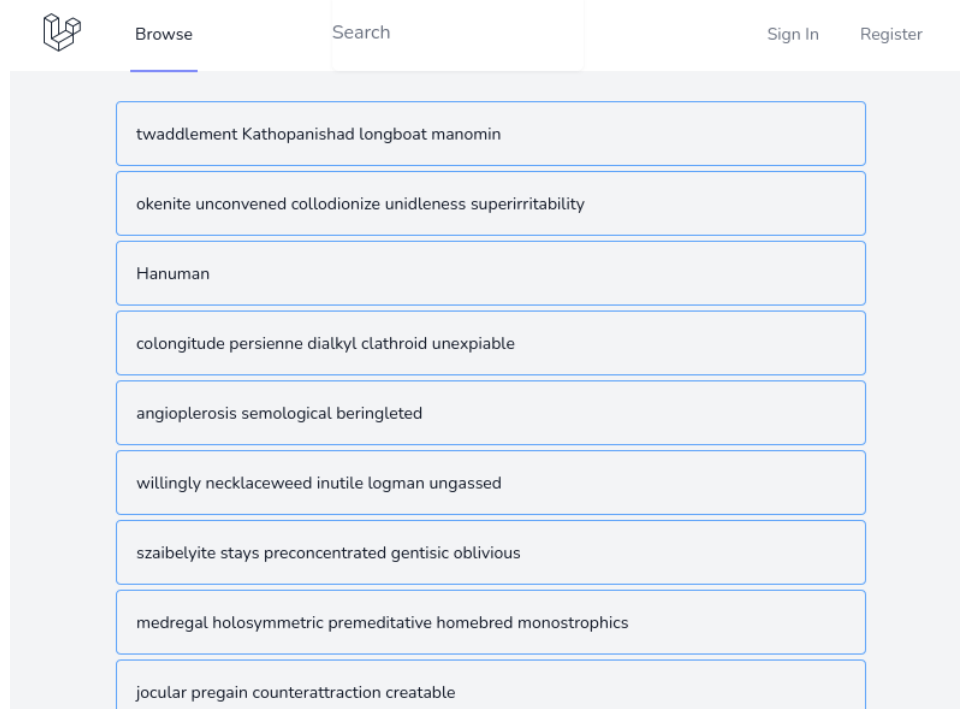 Browse
Search
Sign In
Register
twaddlement Kathopanishad longboat manomin
okenite unconvened collodionize unidleness superirritability
Hanuman
colongitude persienne dialkyl clathroid unexpiable
angioplerosis semological beringleted
willingly necklaceweed inutile logman ungassed
szaibelyite stays preconcentrated gentisic oblivious
medregal holosymmetric premeditative homebred monostrophics
jocular pregain counterattraction creatable